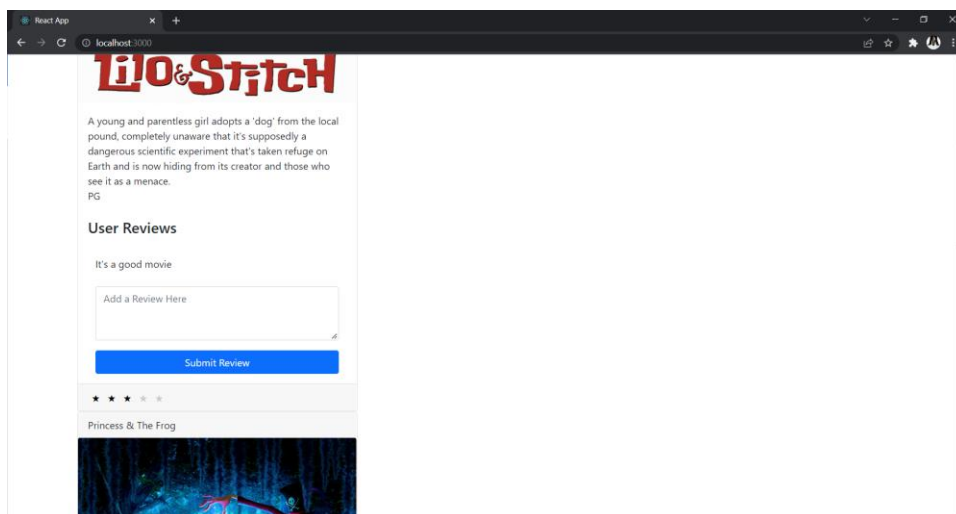 React App
localhost:3000
Lilo & Stitch
A young and parentless girl adopts a 'dog' from the local
pound, completely unaware that it's supposedly a
dangerous scientific experiment that's taken refuge on
Earth and is now hiding from its creator and those who
see it as a menace.
PG
User Reviews
It's a good movie
Add a Review Here
Submit Review
Princess & The Frog